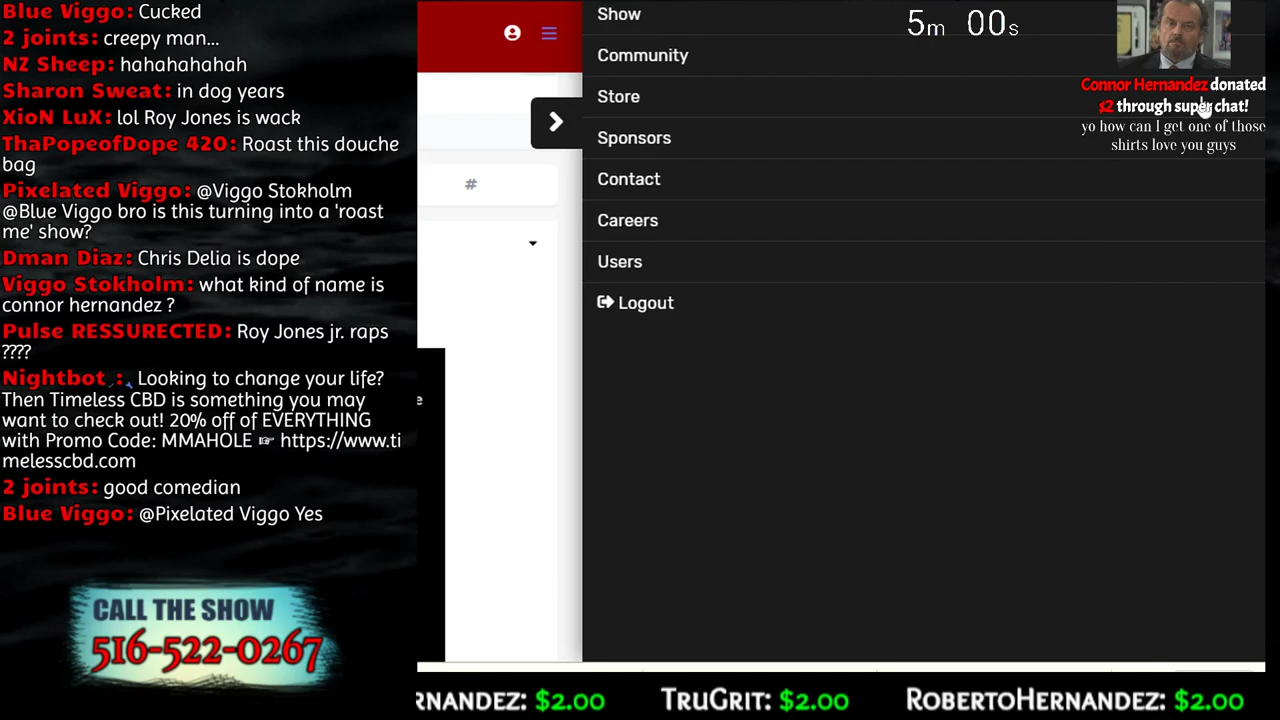 Blue Viggo: Cucked
2 joints: creepy man...
NZ Sheep: hahahahahah
Sharon Sweat: in dog years
XioN LuX: lol Roy Jones is wack
ThaPopeofDope 420: Roast this douche
bag
Pixelated Viggo: @Viggo Stokholm
@Blue Viggo bro is this turning into a 'roast
me' show?
Dman Diaz: Chris Delia is dope
Viggo Stokholm: what kind of name is
connor hernandez ?
Pulse RESSURECTED: Roy Jones jr. raps
????
Nightbot : Looking to change your life?
Then Timeless CBD is something you may
want to check out! 20% off of EVERYTHING
with Promo Code: MMAHOLE ☞ https://www.ti
melesscbd.com
2 joints: good comedian
Blue Viggo: @Pixelated Viggo Yes
CALL THE SHOW
516-522-0267
#
e
Show
Community
Store
Sponsors
Contact
Careers
Users
Logout
5m 00s
Connor Hernandez donated
$2 through super chat!
yo how can I get one of those
shirts love you guys
RNANDEZ: $2.00 TRUGRIT: $2.00 ROBERTOHERNANDEZ: $2.00